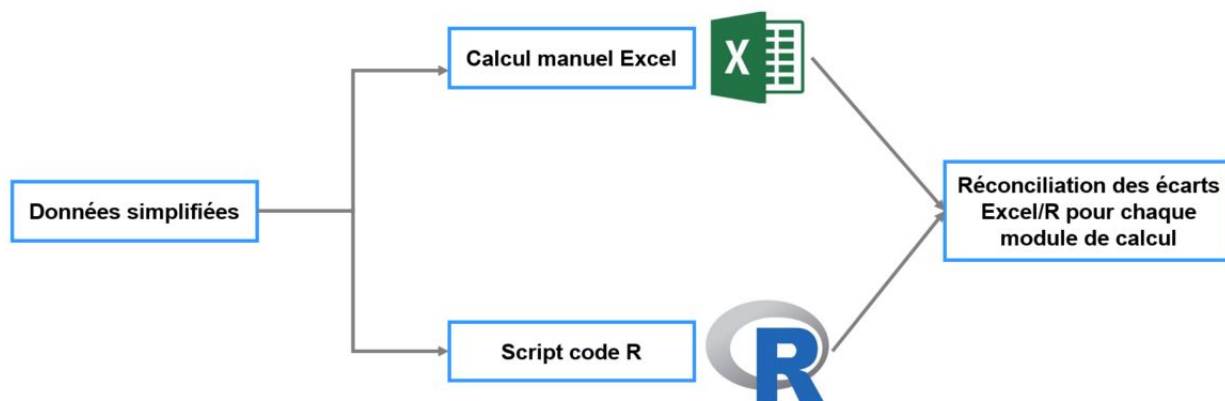 Calcul manuel Excel
X
Données simplifiées
Réconciliation des écarts
Excel/R pour chaque
module de calcul
Script code R
R